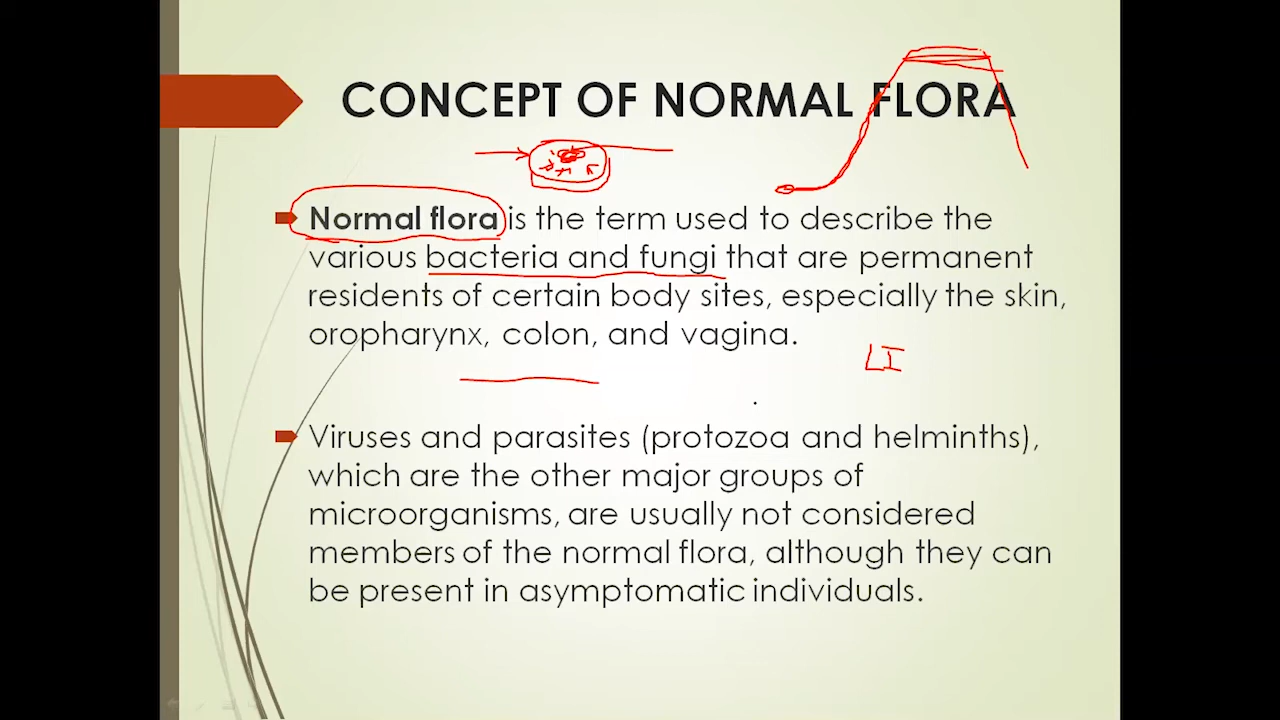 CONCEPT OF NORMAL FLORA
Normal flora is the term used to describe the
various bacteria and fungi that are permanent
residents of certain body sites, especially the skin,
oropharynx, colon, and vagina.
LI
Viruses and parasites (protozoa and helminths),
which are the other major groups of
microorganisms, are usually not considered
members of the normal flora, although they can
be present in asymptomatic individuals.